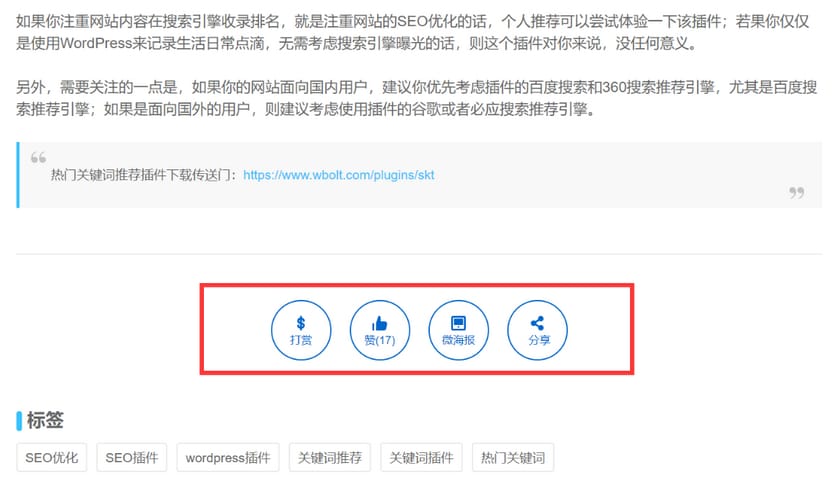 如果你注重网站内容在搜索引擎收录排名，就是注重网站的SEO优化的话，个人推荐可以尝试体验一下该插件；若果你仅仅
是使用WordPress来记录生活日常点滴，无需考虑搜索引擎曝光的话，则这个插件对你来说，没任何意义。
另外，需要关注的一点是，如果你的网站面向国内用户，建议你优先考虑插件的百度搜索和360搜索推荐引擎，尤其是百度搜
索推荐引擎；如果是面向国外的用户，则建议考虑使用插件的谷歌或者必应搜索推荐引擎。
热门关键词推荐插件下载传送门：https://www.wbolt.com/plugins/skt
打赏 赞(17) 微海报 分享
标签
SEO优化 SEO插件 wordpress插件 关键词推荐 关键词插件 热门关键词